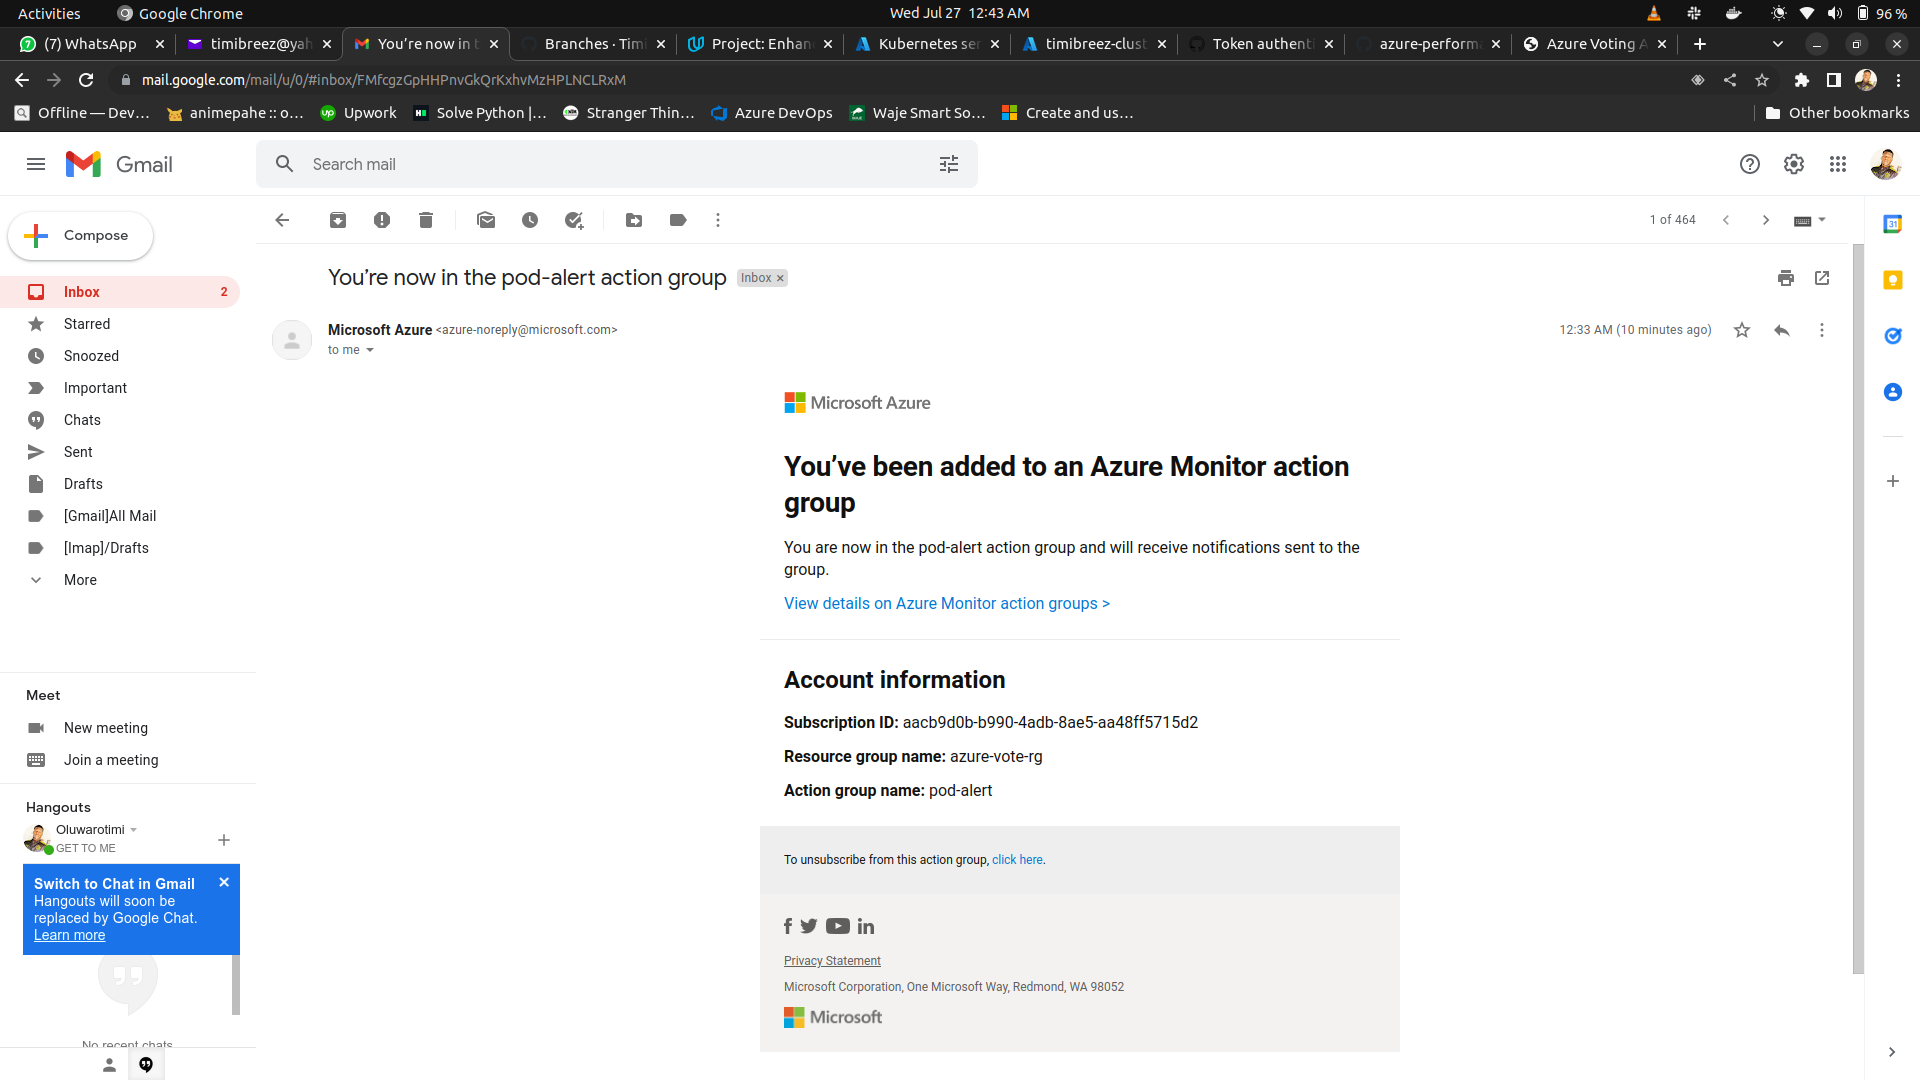 Activities Google Chrome Wed Jul 27 12:43 AM 96 %
(7) WhatsApp timibreez@yah You're now in t Branches · Timi Project: Enhan Kubernetes ser timibreez-clust Token authenti azure-perform Azure Voting A
mail.google.com/mail/u/0/#inbox/FMfcgzGpHHPnvGkQrKxhvMzHPLNCLRxM
Offline — Dev… animepahe :: o… Upwork Solve Python |… Stranger Thin… Azure DevOps Waje Smart So… Create and us… Other bookmarks
Gmail
Search mail
Compose
1 of 464
You're now in the pod-alert action group Inbox ×
Inbox 2
Starred
Snoozed
Important
Chats
Sent
Drafts
[Gmail]All Mail
[Imap]/Drafts
More
Microsoft Azure <azure-noreply@microsoft.com> 12:33 AM (10 minutes ago)
to me
Microsoft Azure
You've been added to an Azure Monitor action
group
You are now in the pod-alert action group and will receive notifications sent to the
group.
View details on Azure Monitor action groups >
Account information
Subscription ID: aacb9d0b-b990-4adb-8ae5-aa48ff5715d2
Resource group name: azure-vote-rg
Action group name: pod-alert
To unsubscribe from this action group, click here.
Privacy Statement
Microsoft Corporation, One Microsoft Way, Redmond, WA 98052
Microsoft
Meet
New meeting
Join a meeting
Hangouts
Oluwarotimi
GET TO ME
Switch to Chat in Gmail
Hangouts will soon be
replaced by Google Chat.
Learn more
No recent chats